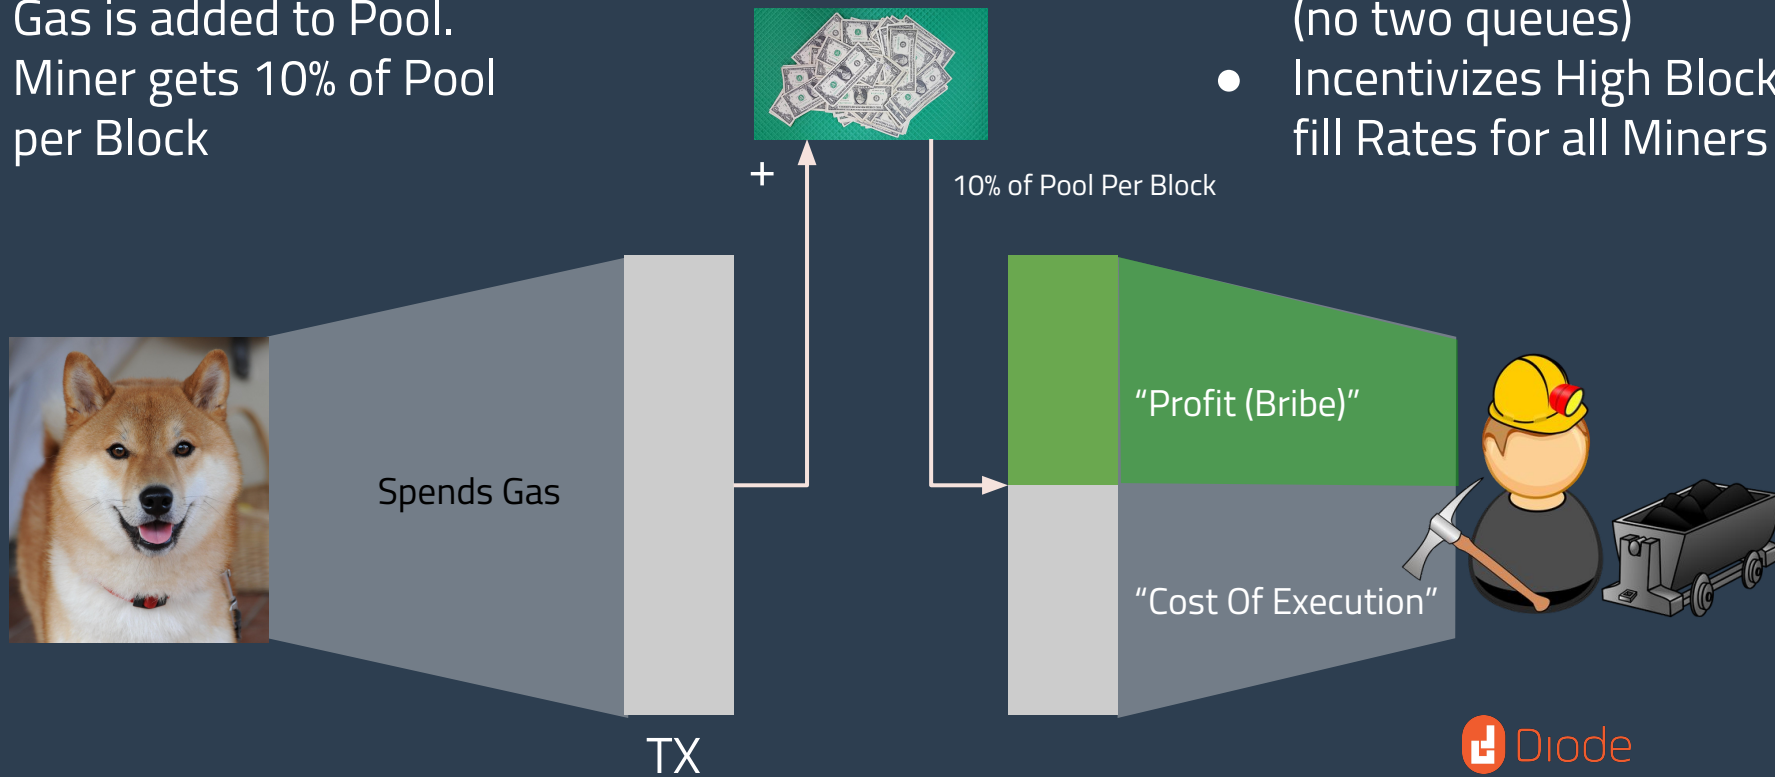 Gas is added to Pool.
Miner gets 10% of Pool
per Block
(no two queues)
● Incentivizes High Block
fill Rates for all Miners
+
10% of Pool Per Block
Spends Gas
“Profit (Bribe)”
“Cost Of Execution”
TX
Diode